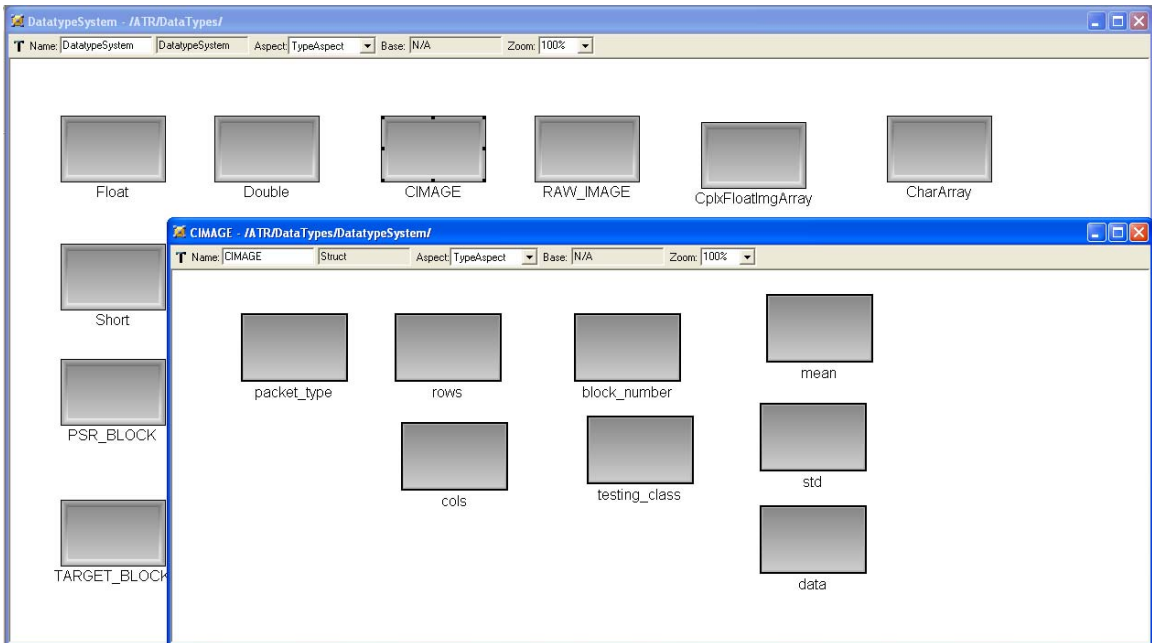 DatatypeSystem - /ATR/DataTypes/
T Name: DatatypeSystem DatatypeSystem Aspect: TypeAspect Base: N/A Zoom: 100%
Float Double CIMAGE RAW_IMAGE CplxFloatImgArray CharArray
CIMAGE - /ATR/DataTypes/DatatypeSystem/
T Name: CIMAGE Struct Aspect: TypeAspect Base: N/A Zoom: 100%
Short
PSR_BLOCK
TARGET_BLOCK
packet_type rows block_number mean
cols testing_class std
data